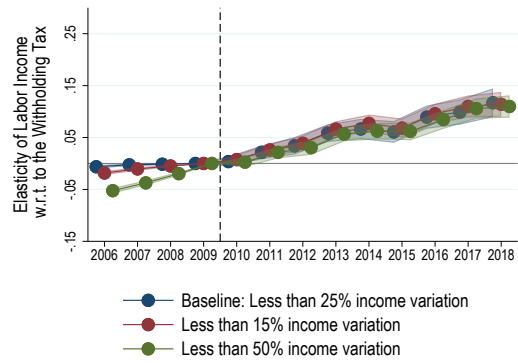 Elasticity of Labor Income
w.r.t. to the Withholding Tax
.25
.15
.05
-.05
-.15
2006 2007 2008 2009 2010 2011 2012 2013 2014 2015 2016 2017 2018
Baseline: Less than 25% income variation
Less than 15% income variation
Less than 50% income variation